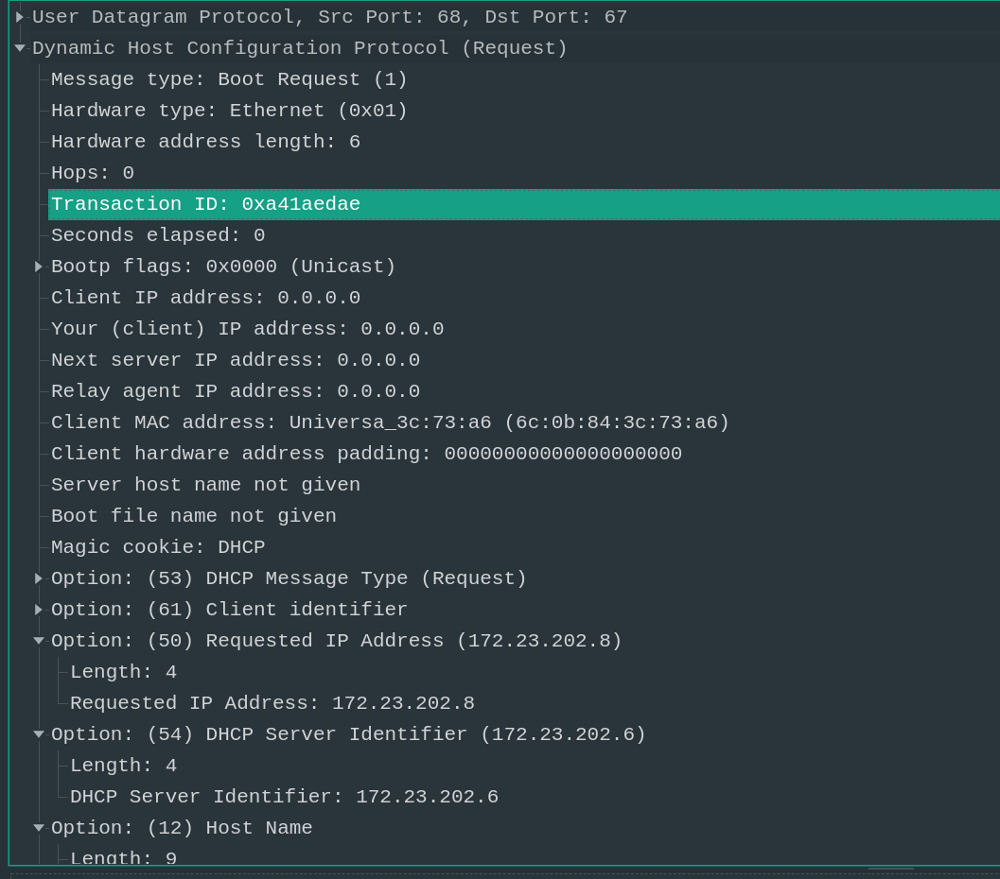 User Datagram Protocol, Src Port: 68, Dst Port: 67
Dynamic Host Configuration Protocol (Request)
Message type: Boot Request (1)
Hardware type: Ethernet (0x01)
Hardware address length: 6
Hops: 0
Transaction ID: 0xa41aedae
Seconds elapsed: 0
Bootp flags: 0x0000 (Unicast)
Client IP address: 0.0.0.0
Your (client) IP address: 0.0.0.0
Next server IP address: 0.0.0.0
Relay agent IP address: 0.0.0.0
Client MAC address: Universa_3c:73:a6 (6c:0b:84:3c:73:a6)
Client hardware address padding: 00000000000000000000
Server host name not given
Boot file name not given
Magic cookie: DHCP
Option: (53) DHCP Message Type (Request)
Option: (61) Client identifier
Option: (50) Requested IP Address (172.23.202.8)
Length: 4
Requested IP Address: 172.23.202.8
Option: (54) DHCP Server Identifier (172.23.202.6)
Length: 4
DHCP Server Identifier: 172.23.202.6
Option: (12) Host Name
Length: 9